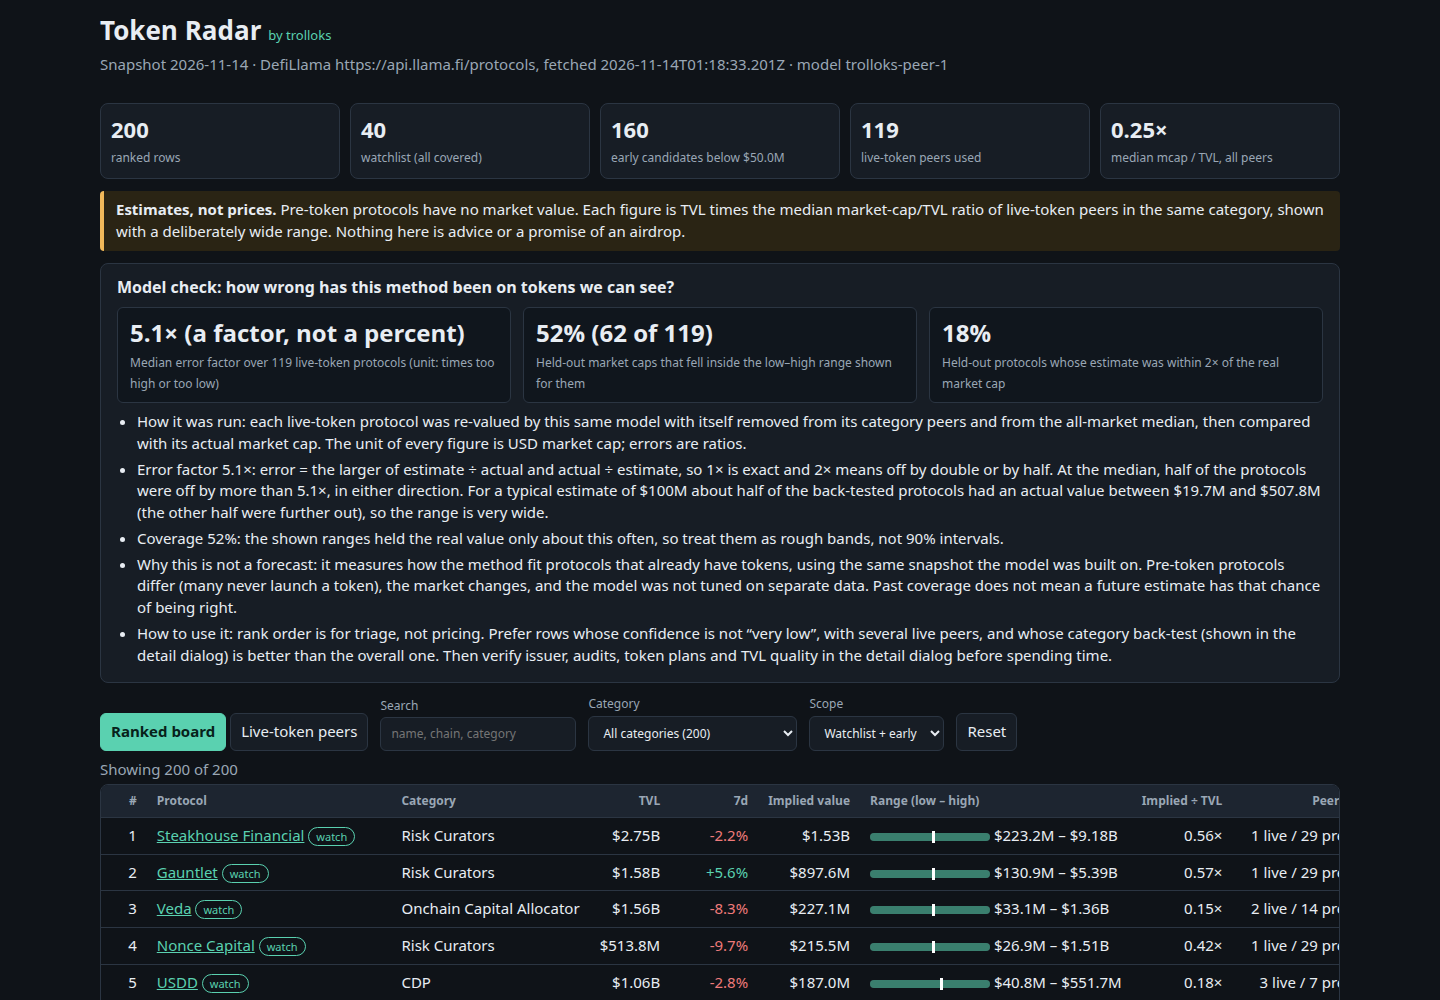 Token Radar by trolloks
Snapshot 2026-11-14 · DefiLlama https://api.llama.fi/protocols, fetched 2026-11-14T01:18:33.201Z · model trolloks-peer-1
200
ranked rows
40
watchlist (all covered)
160
early candidates below $50.0M
119
live-token peers used
0.25×
median mcap / TVL, all peers
Estimates, not prices. Pre-token protocols have no market value. Each figure is TVL times the median market-cap/TVL ratio of live-token peers in the same category, shown
with a deliberately wide range. Nothing here is advice or a promise of an airdrop.
Model check: how wrong has this method been on tokens we can see?
5.1× (a factor, not a percent)
Median error factor over 119 live-token protocols (unit: times too
high or too low)
52% (62 of 119)
Held-out market caps that fell inside the low–high range shown
for them
18%
Held-out protocols whose estimate was within 2× of the real
market cap
• How it was run: each live-token protocol was re-valued by this same model with itself removed from its category peers and from the all-market median, then compared
with its actual market cap. The unit of every figure is USD market cap; errors are ratios.
• Error factor 5.1×: error = the larger of estimate ÷ actual and actual ÷ estimate, so 1× is exact and 2× means off by double or by half. At the median, half of the protocols
were off by more than 5.1×, in either direction. For a typical estimate of $100M about half of the back-tested protocols had an actual value between $19.7M and $507.8M
(the other half were further out), so the range is very wide.
• Coverage 52%: the shown ranges held the real value only about this often, so treat them as rough bands, not 90% intervals.
• Why this is not a forecast: it measures how the method fit protocols that already have tokens, using the same snapshot the model was built on. Pre-token protocols
differ (many never launch a token), the market changes, and the model was not tuned on separate data. Past coverage does not mean a future estimate has that chance
of being right.
• How to use it: rank order is for triage, not pricing. Prefer rows whose confidence is not “very low”, with several live peers, and whose category back-test (shown in the
detail dialog) is better than the overall one. Then verify issuer, audits, token plans and TVL quality in the detail dialog before spending time.
Ranked board
Live-token peers
Search
name, chain, category
Category
All categories (200)
Scope
Watchlist + early
Reset
Showing 200 of 200
# Protocol Category TVL 7d Implied value Range (low – high) Implied ÷ TVL Peer
1 Steakhouse Financial watch Risk Curators $2.75B -2.2% $1.53B $223.2M – $9.18B 0.56× 1 live / 29 pr
2 Gauntlet watch Risk Curators $1.58B +5.6% $897.6M $130.9M – $5.39B 0.57× 1 live / 29 pr
3 Veda watch Onchain Capital Allocator $1.56B -8.3% $227.1M $33.1M – $1.36B 0.15× 2 live / 14 pr
4 Nonce Capital watch Risk Curators $513.8M -9.7% $215.5M $26.9M – $1.51B 0.42× 1 live / 29 pr
5 USDD watch CDP $1.06B -2.8% $187.0M $40.8M – $551.7M 0.18× 3 live / 7 pr